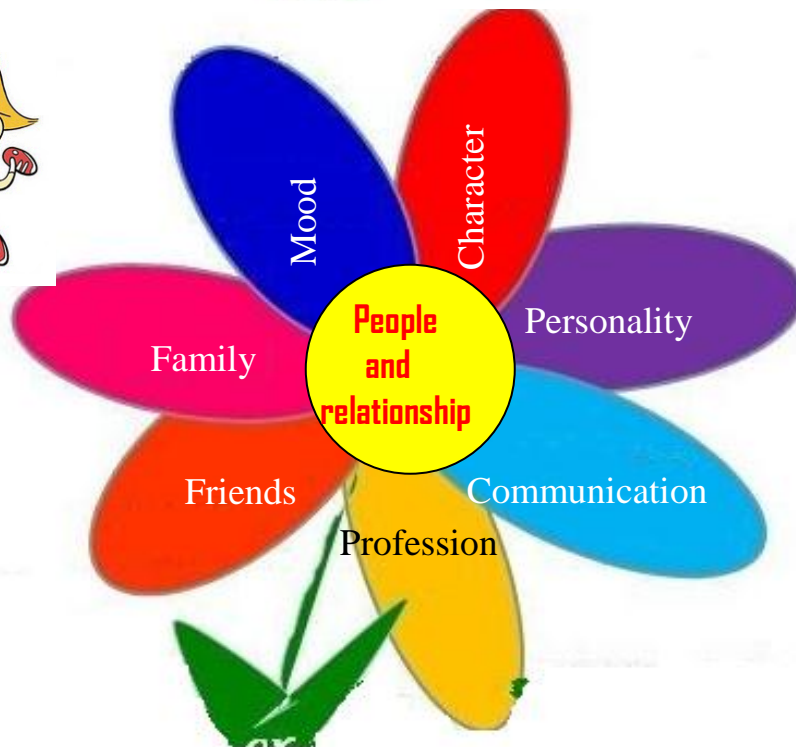 Mood
Character
Personality
Family
People
and
relationship
Friends
Communication
Profession